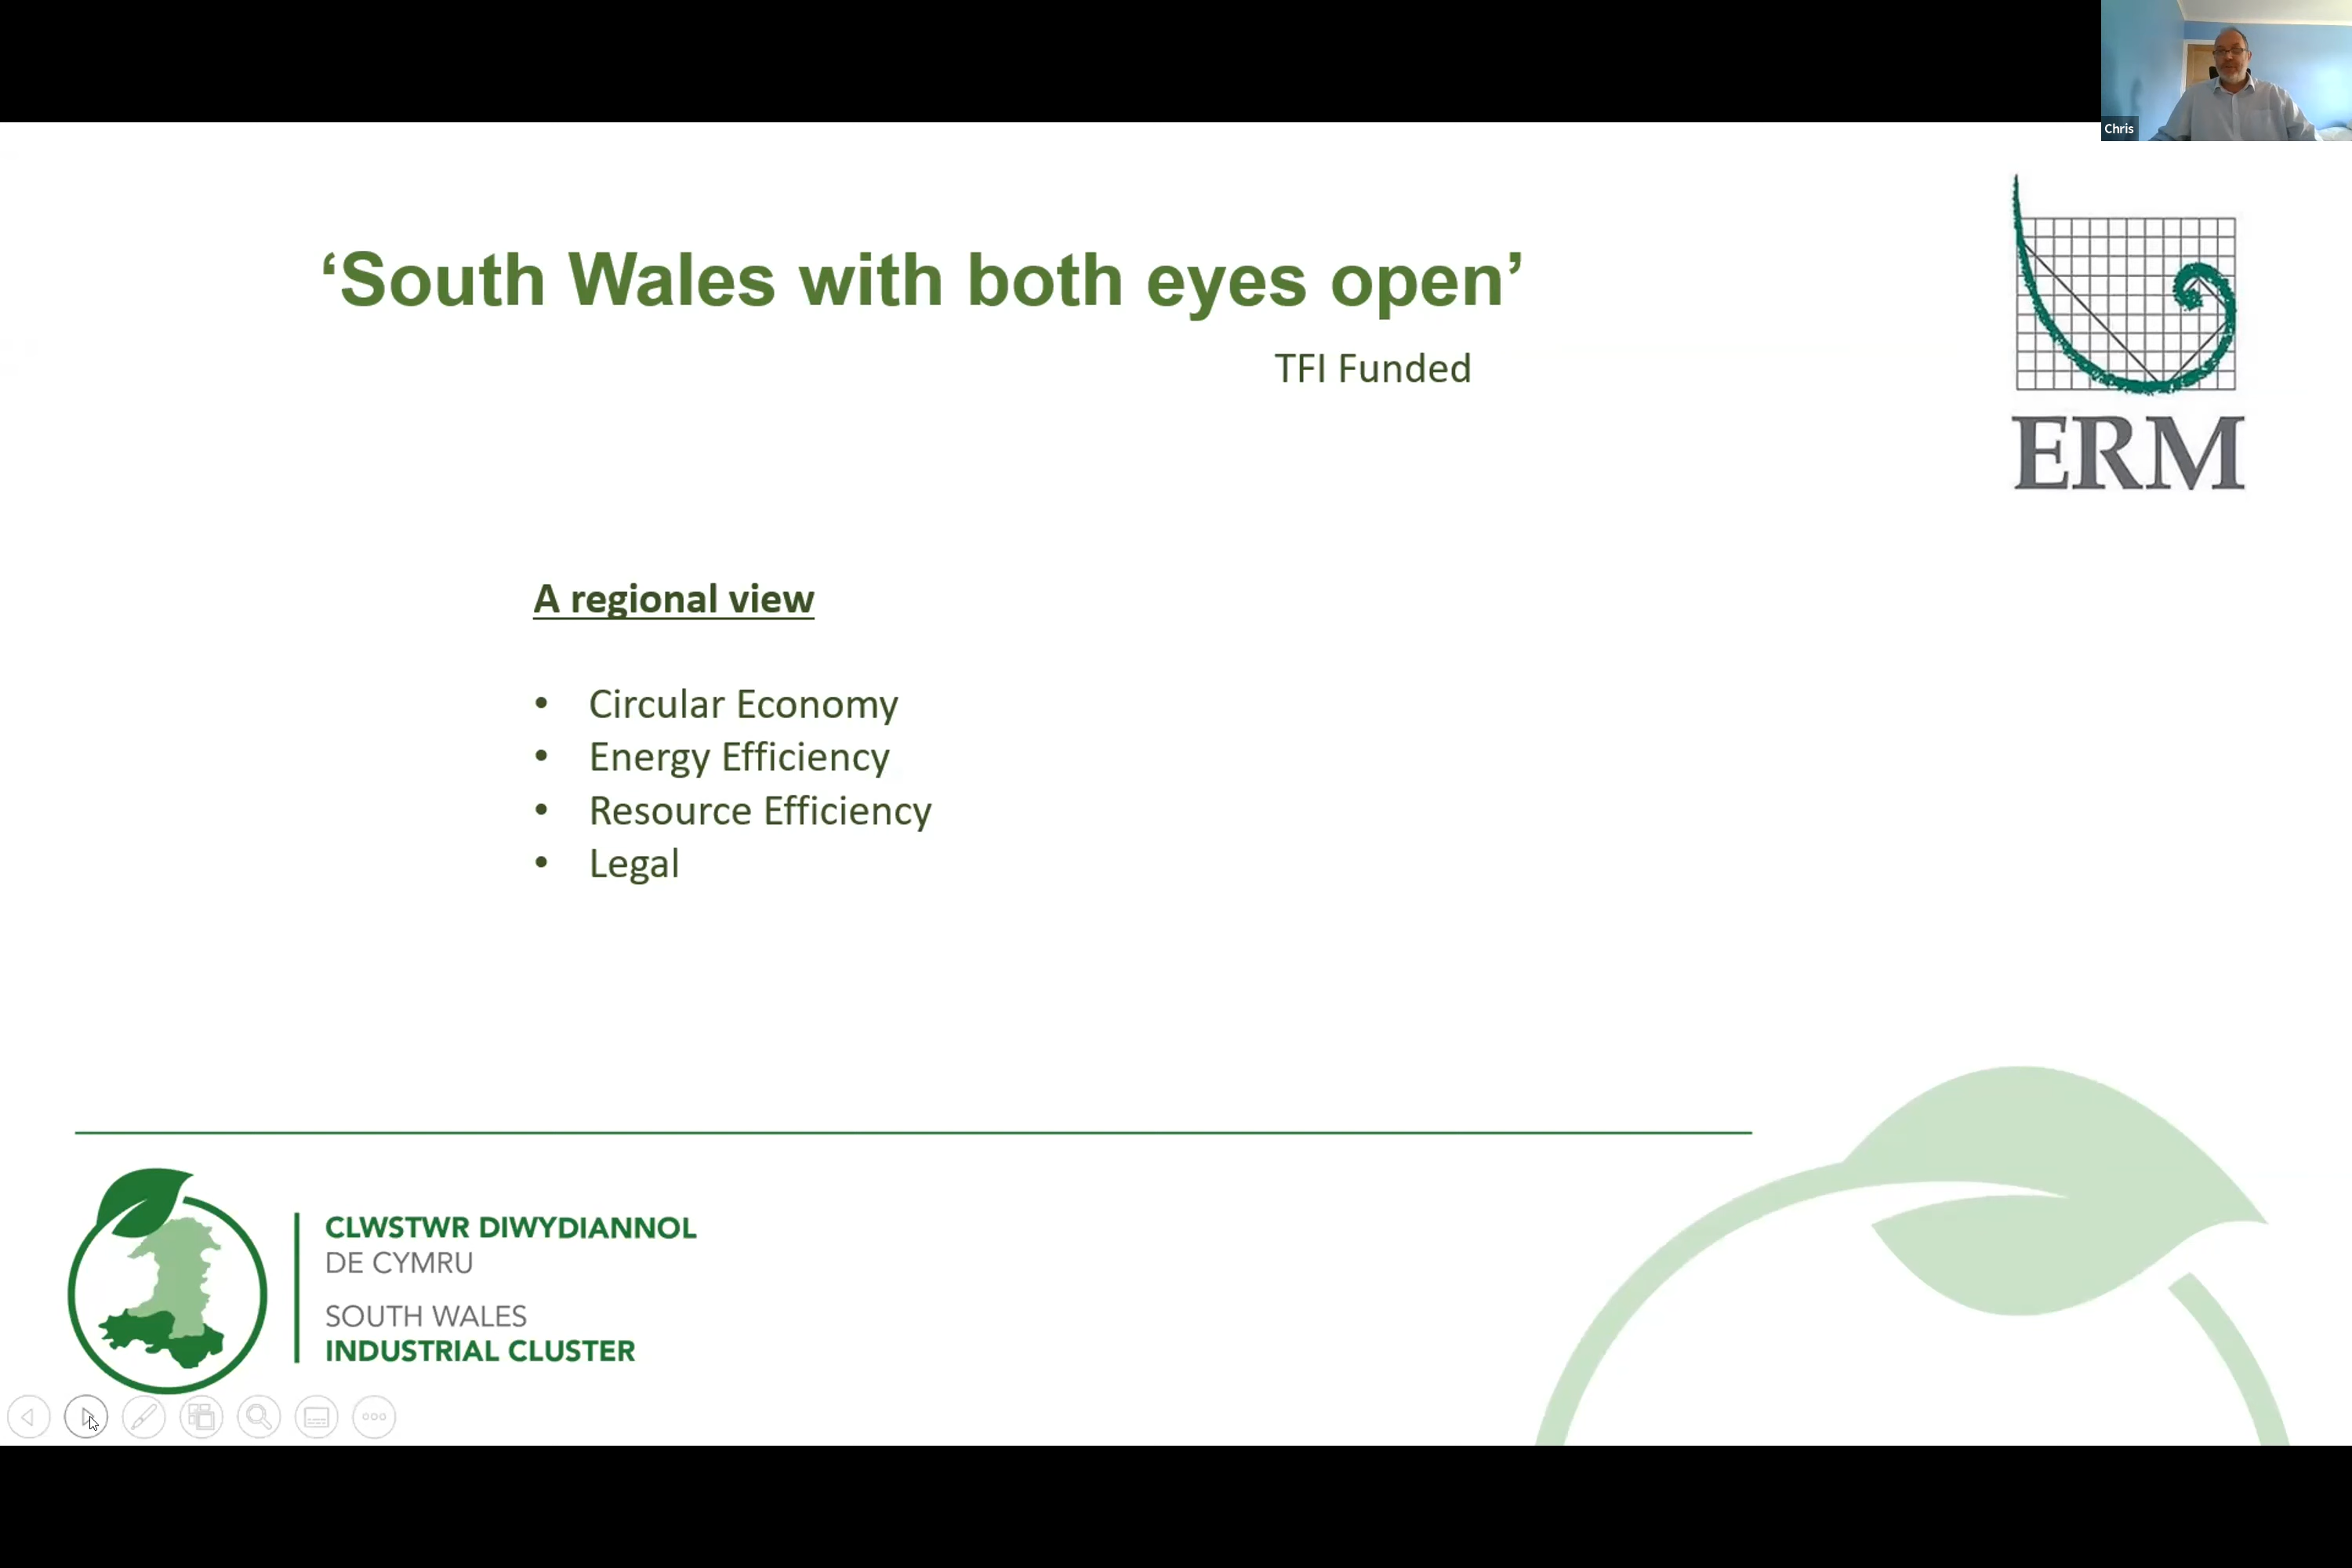 Chris
‘South Wales with both eyes open’
TFI Funded
ERM
A regional view
• Circular Economy
• Energy Efficiency
• Resource Efficiency
• Legal
CLWSTWR DIWYDIANNOL
DE CYMRU
SOUTH WALES
INDUSTRIAL CLUSTER